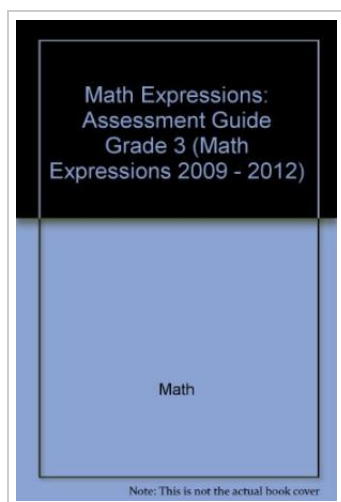 Math Expressions:
Assessment Guide
Grade 3 (Math
Expressions 2009 - 2012)
Math
Note: This is not the actual book cover